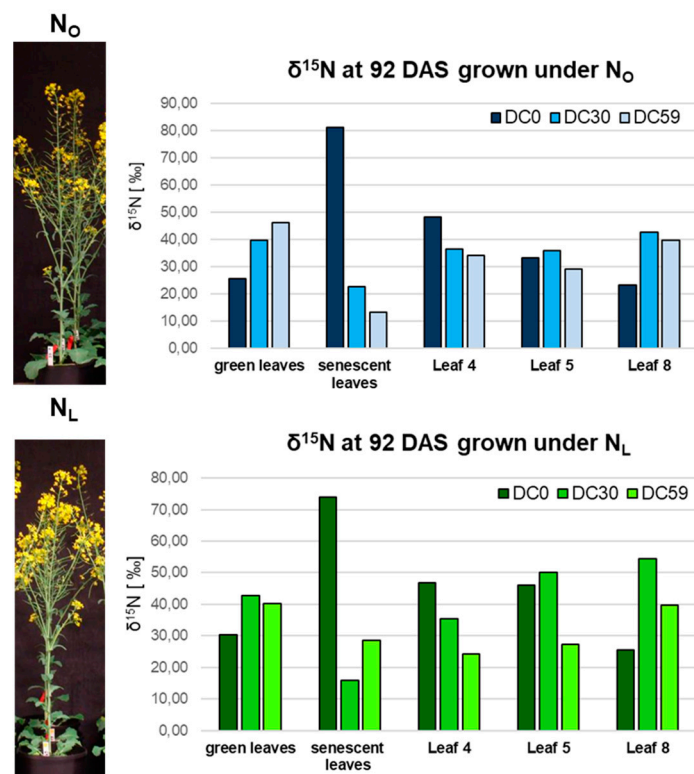 N_O
δ¹⁵N at 92 DAS grown under N_O
DC0 DC30 DC59
δ¹⁵N [ ‰]
90,00
80,00
70,00
60,00
50,00
40,00
30,00
20,00
10,00
0,00
green leaves senescent leaves Leaf 4 Leaf 5 Leaf 8
N_L
δ¹⁵N at 92 DAS grown under N_L
DC0 DC30 DC59
δ¹⁵N [ ‰]
80,00
70,00
60,00
50,00
40,00
30,00
20,00
10,00
0,00
green leaves senescent leaves Leaf 4 Leaf 5 Leaf 8